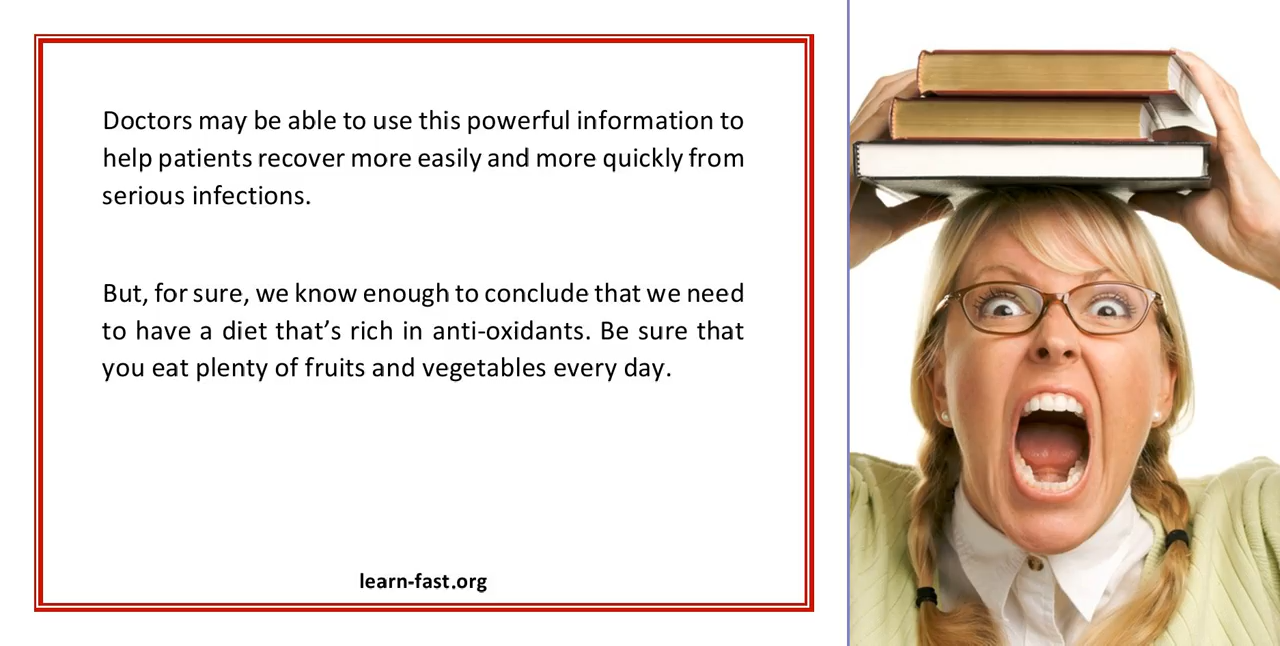 Doctors may be able to use this powerful information to
help patients recover more easily and more quickly from
serious infections.
But, for sure, we know enough to conclude that we need
to have a diet that’s rich in anti-oxidants. Be sure that
you eat plenty of fruits and vegetables every day.
learn-fast.org